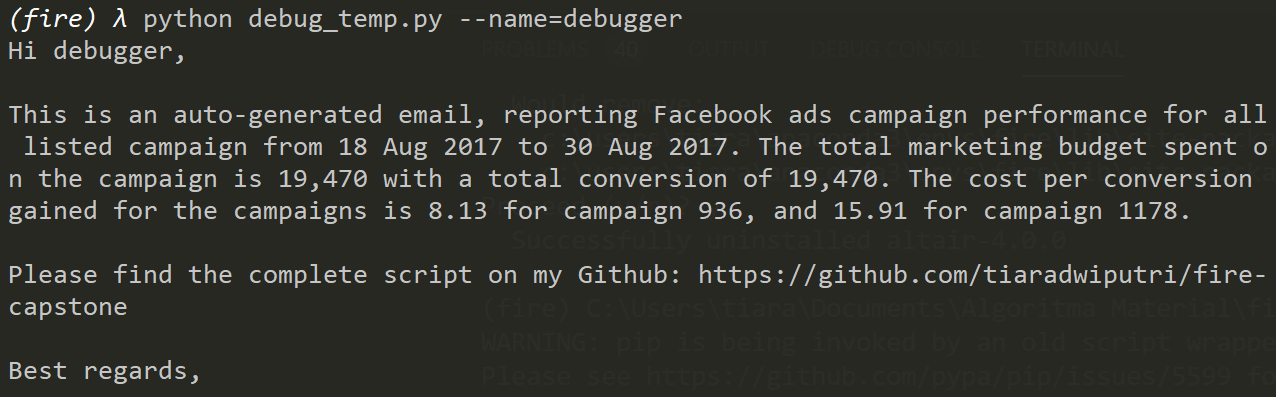 (fire) λ python debug_temp.py --name=debugger
Hi debugger,
This is an auto-generated email, reporting Facebook ads campaign performance for all
listed campaign from 18 Aug 2017 to 30 Aug 2017. The total marketing budget spent o
n the campaign is 19,470 with a total conversion of 19,470. The cost per conversion
gained for the campaigns is 8.13 for campaign 936, and 15.91 for campaign 1178.
Please find the complete script on my Github: https://github.com/tiaradwiputri/fire-
capstone
Best regards,
PROBLEMS 40 OUTPUT DEBUG CONSOLE TERMINAL
Successfully uninstalled altair-4.0.0
(fire) C:\Users\tiara\Documents\Algoritma Material\fi
WARNING: pip is being invoked by an old script wrappe
Please see https://github.com/pypa/pip/issues/5599 fo